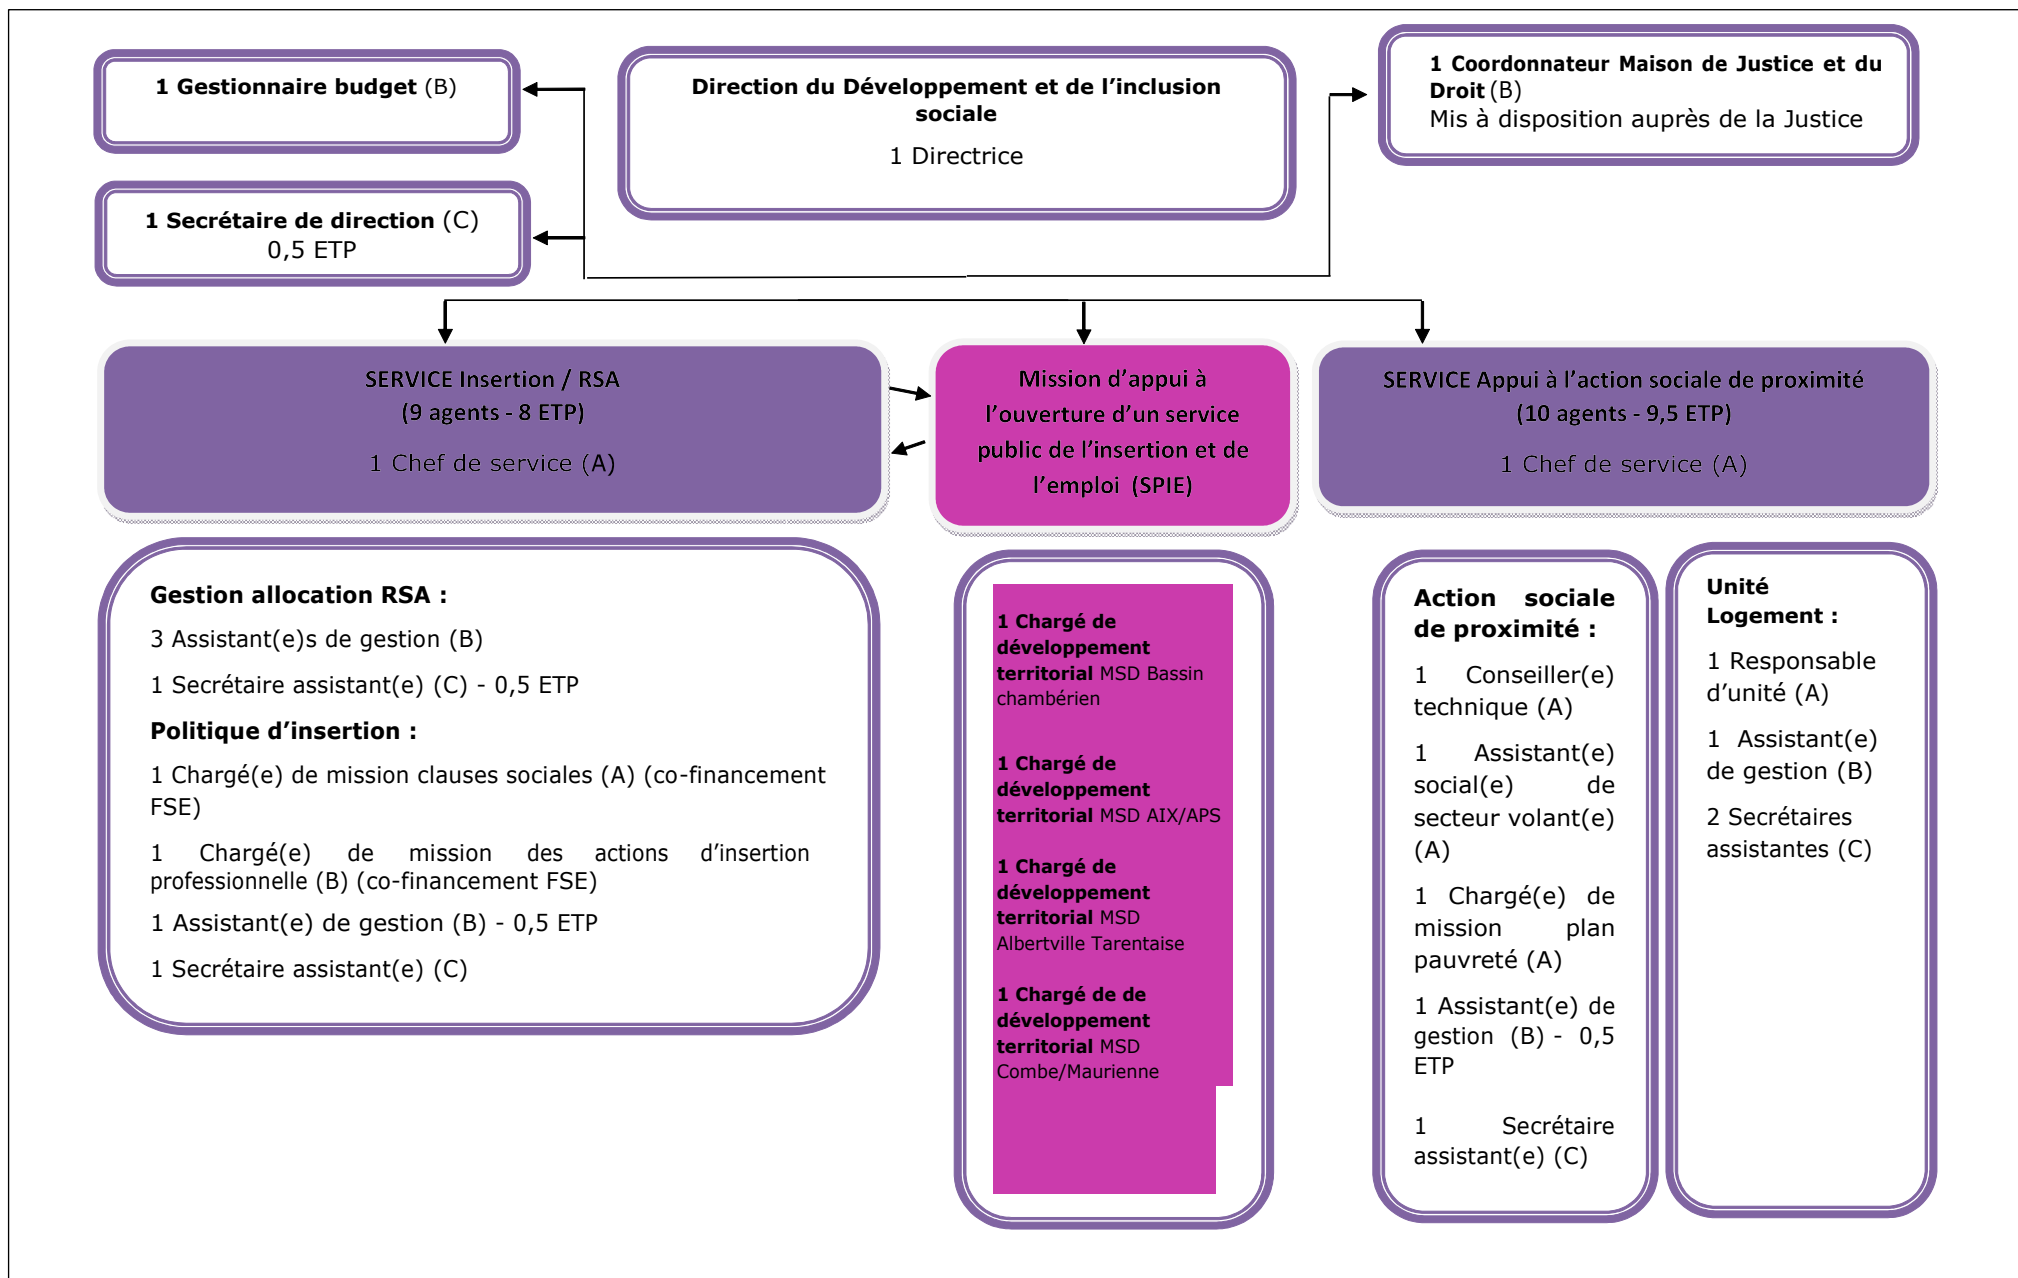 1 Gestionnaire budget (B)
Direction du Développement et de l’inclusion
sociale
1 Directrice
1 Coordonnateur Maison de Justice et du
Droit (B)
Mis à disposition auprès de la Justice
1 Secrétaire de direction (C)
0,5 ETP
SERVICE Insertion / RSA
(9 agents - 8 ETP)
1 Chef de service (A)
Mission d’appui à
l’ouverture d’un service
public de l’insertion et de
l’emploi (SPIE)
SERVICE Appui à l’action sociale de proximité
(10 agents - 9,5 ETP)
1 Chef de service (A)
Gestion allocation RSA :
3 Assistant(e)s de gestion (B)
1 Secrétaire assistant(e) (C) - 0,5 ETP
Politique d’insertion :
1 Chargé(e) de mission clauses sociales (A) (co-financement
FSE)
1 Chargé(e) de mission des actions d’insertion
professionnelle (B) (co-financement FSE)
1 Assistant(e) de gestion (B) - 0,5 ETP
1 Secrétaire assistant(e) (C)
1 Chargé de
développement
territorial MSD Bassin
chambérien
1 Chargé de
développement
territorial MSD AIX/APS
1 Chargé de
développement
territorial MSD
Albertville Tarentaise
1 Chargé de de
développement
territorial MSD
Combe/Maurienne
Action sociale
de proximité :
1 Conseiller(e)
technique (A)
1 Assistant(e)
social(e) de
secteur volant(e)
(A)
1 Chargé(e) de
mission plan
pauvreté (A)
1 Assistant(e) de
gestion (B) - 0,5
ETP
1 Secrétaire
assistant(e) (C)
Unité
Logement :
1 Responsable
d’unité (A)
1 Assistant(e)
de gestion (B)
2 Secrétaires
assistantes (C)